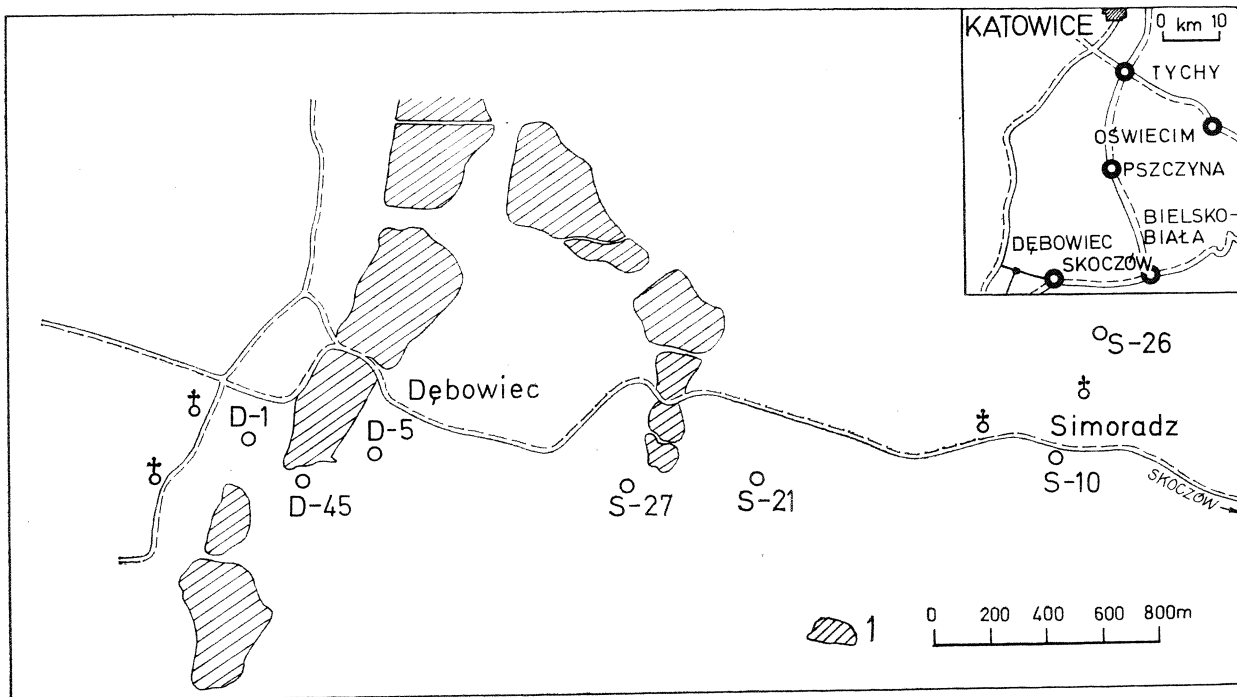 KATOWICE
0 km 10
TYCHY
OŚWIECIM
PSZCZYNA
BIELSKO-
BIAŁA
DĘBOWIEC
SKOCZÓW
S-26
Dębowiec
D-1
D-5
Simoradz
D-45
S-27
S-21
S-10
SKOCZÓW
1
0 200 400 600 800m